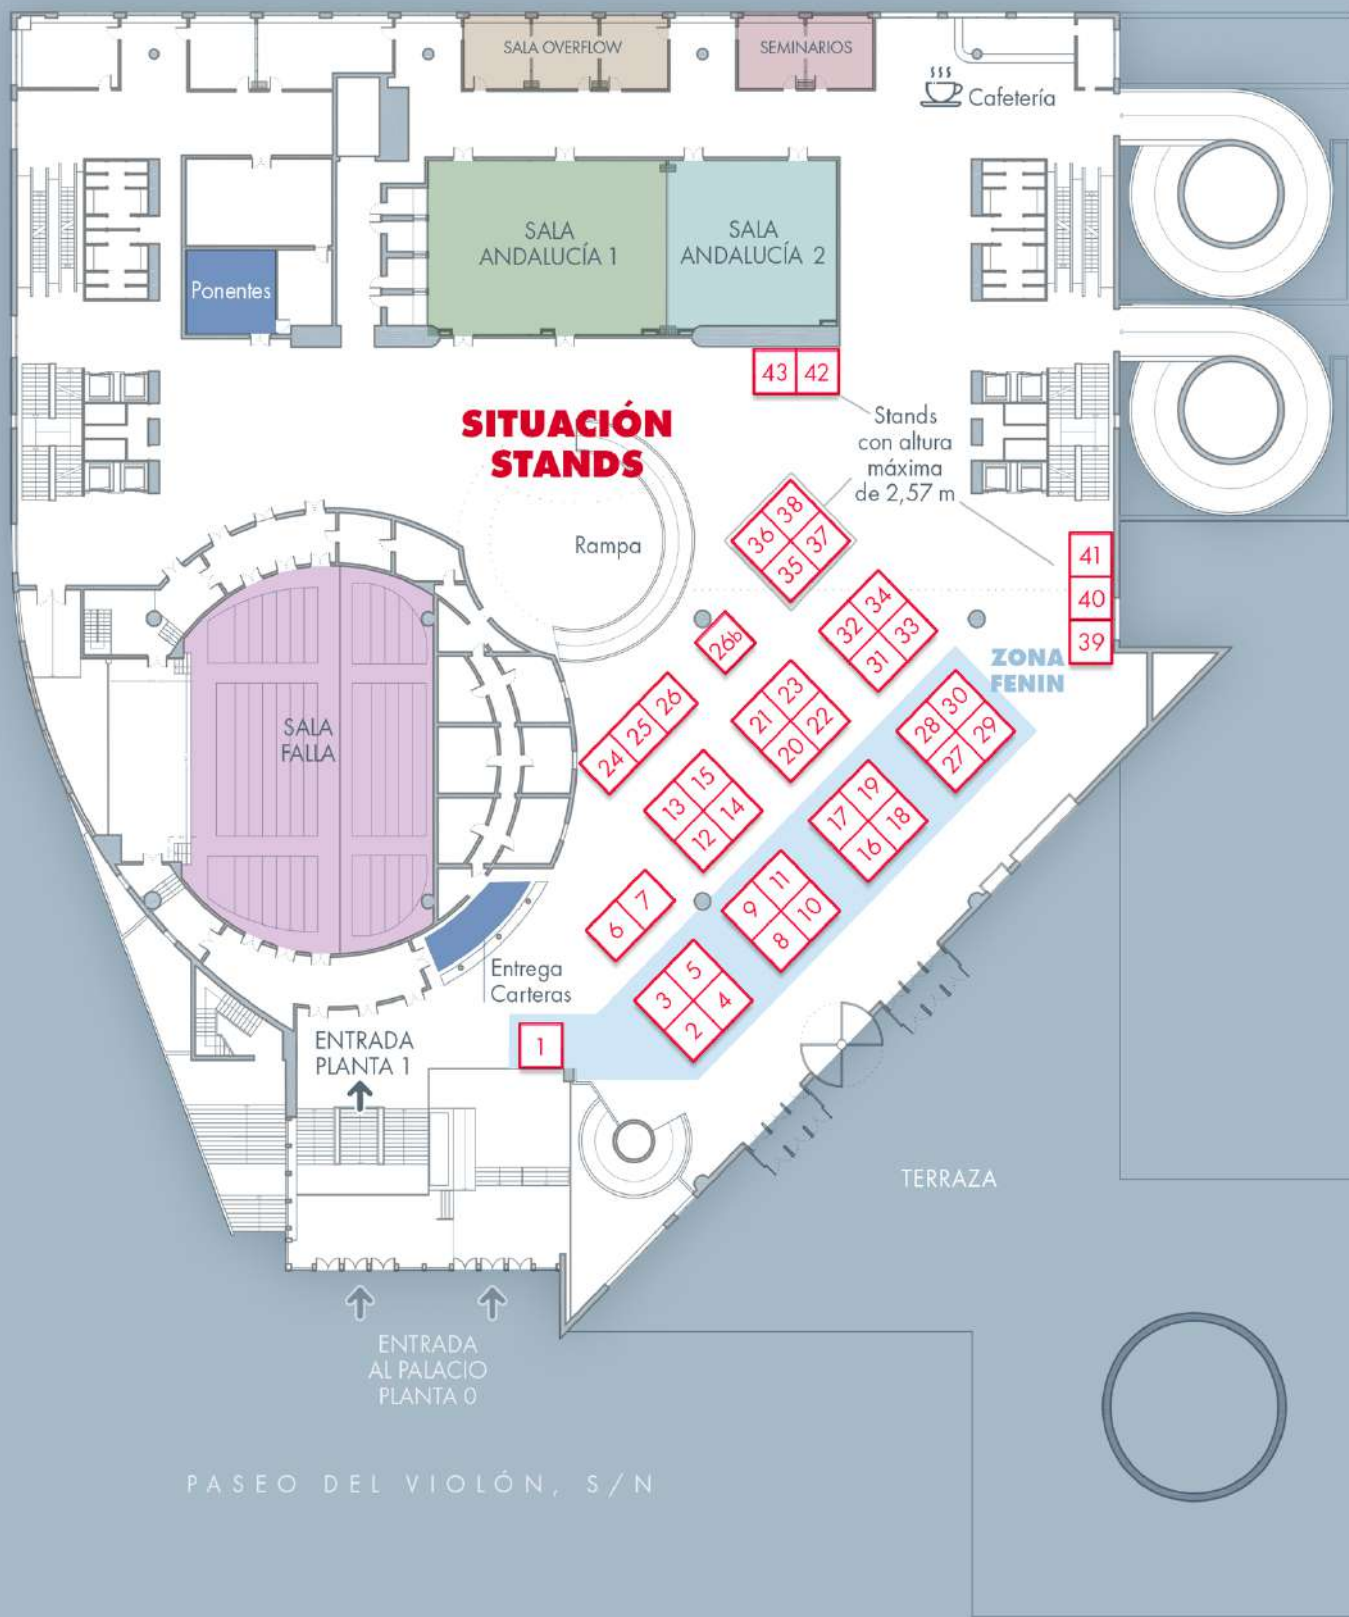 SALA OVERFLOW
SEMINARIOS
Cafetería
SALA
ANDALUCÍA 1
SALA
ANDALUCÍA 2
Ponentes
43 42
SITUACIÓN
STANDS
Stands
con altura
máxima
de 2,57 m
36 38
35 37
Rampa
41
40
39
32 34
31 33
26b
ZONA
FENIN
24 25 26
21 23
20 22
28 30
27 29
SALA
FALLA
13 15
12 14
17 19
16 18
6 7
9 11
8 10
Entrega
Carteras
3 5
2 4
1
ENTRADA
PLANTA 1
TERRAZA
ENTRADA
AL PALACIO
PLANTA 0
PASEO DEL VIOLÓN, S/N